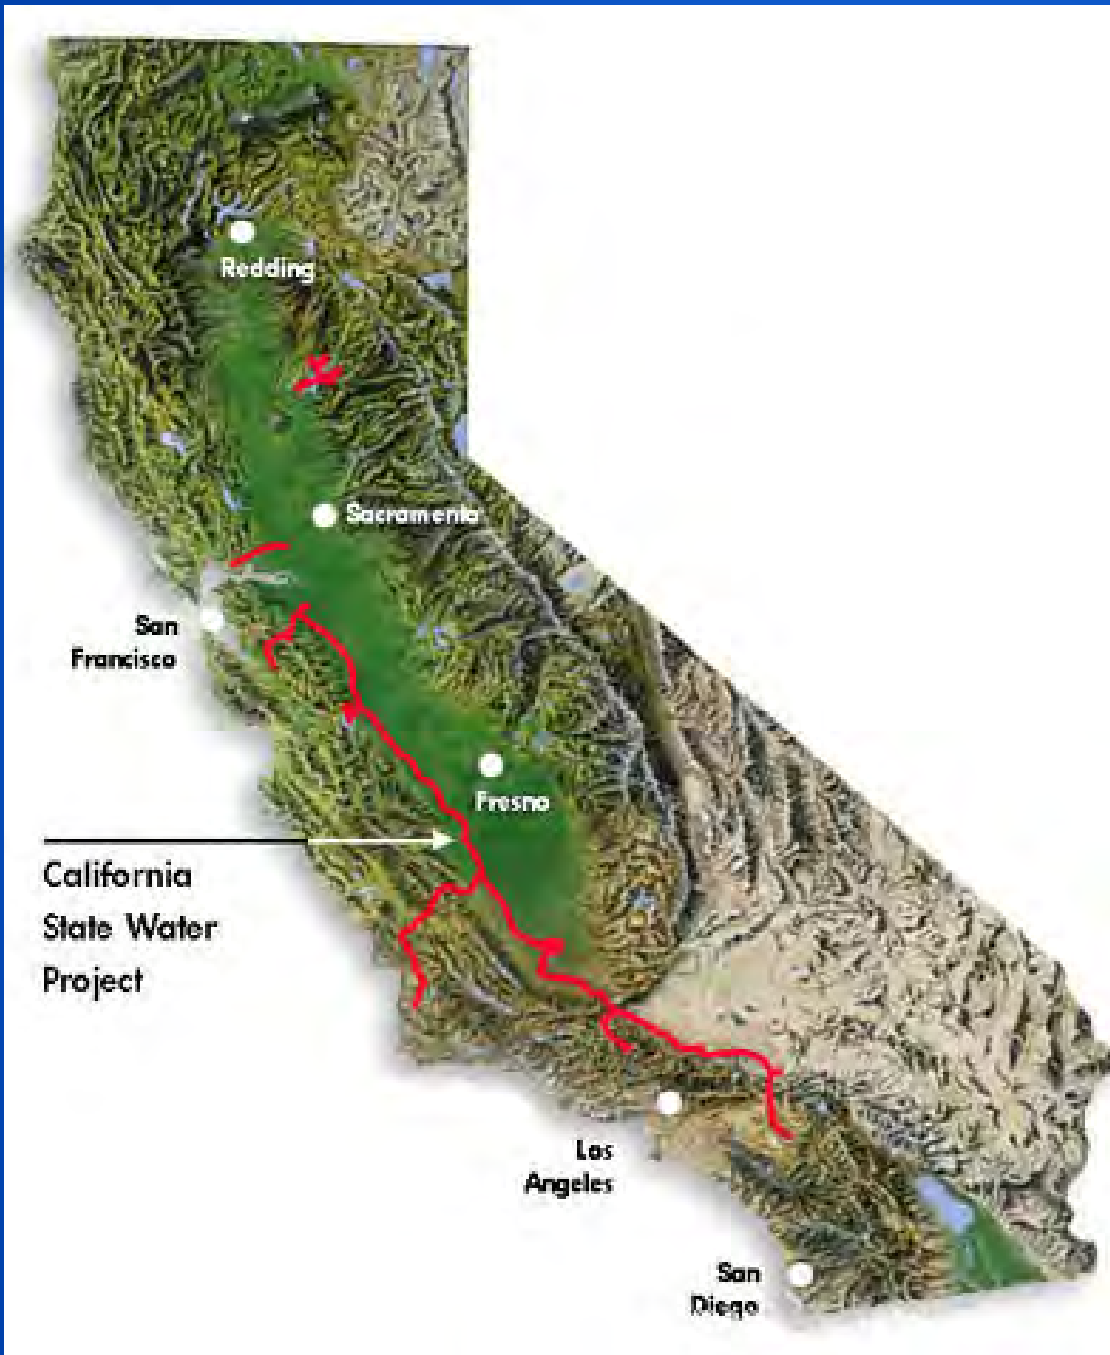 Redding
Sacramento
San
Francisco
Fresno
California
State Water
Project
Los
Angeles
San
Diego